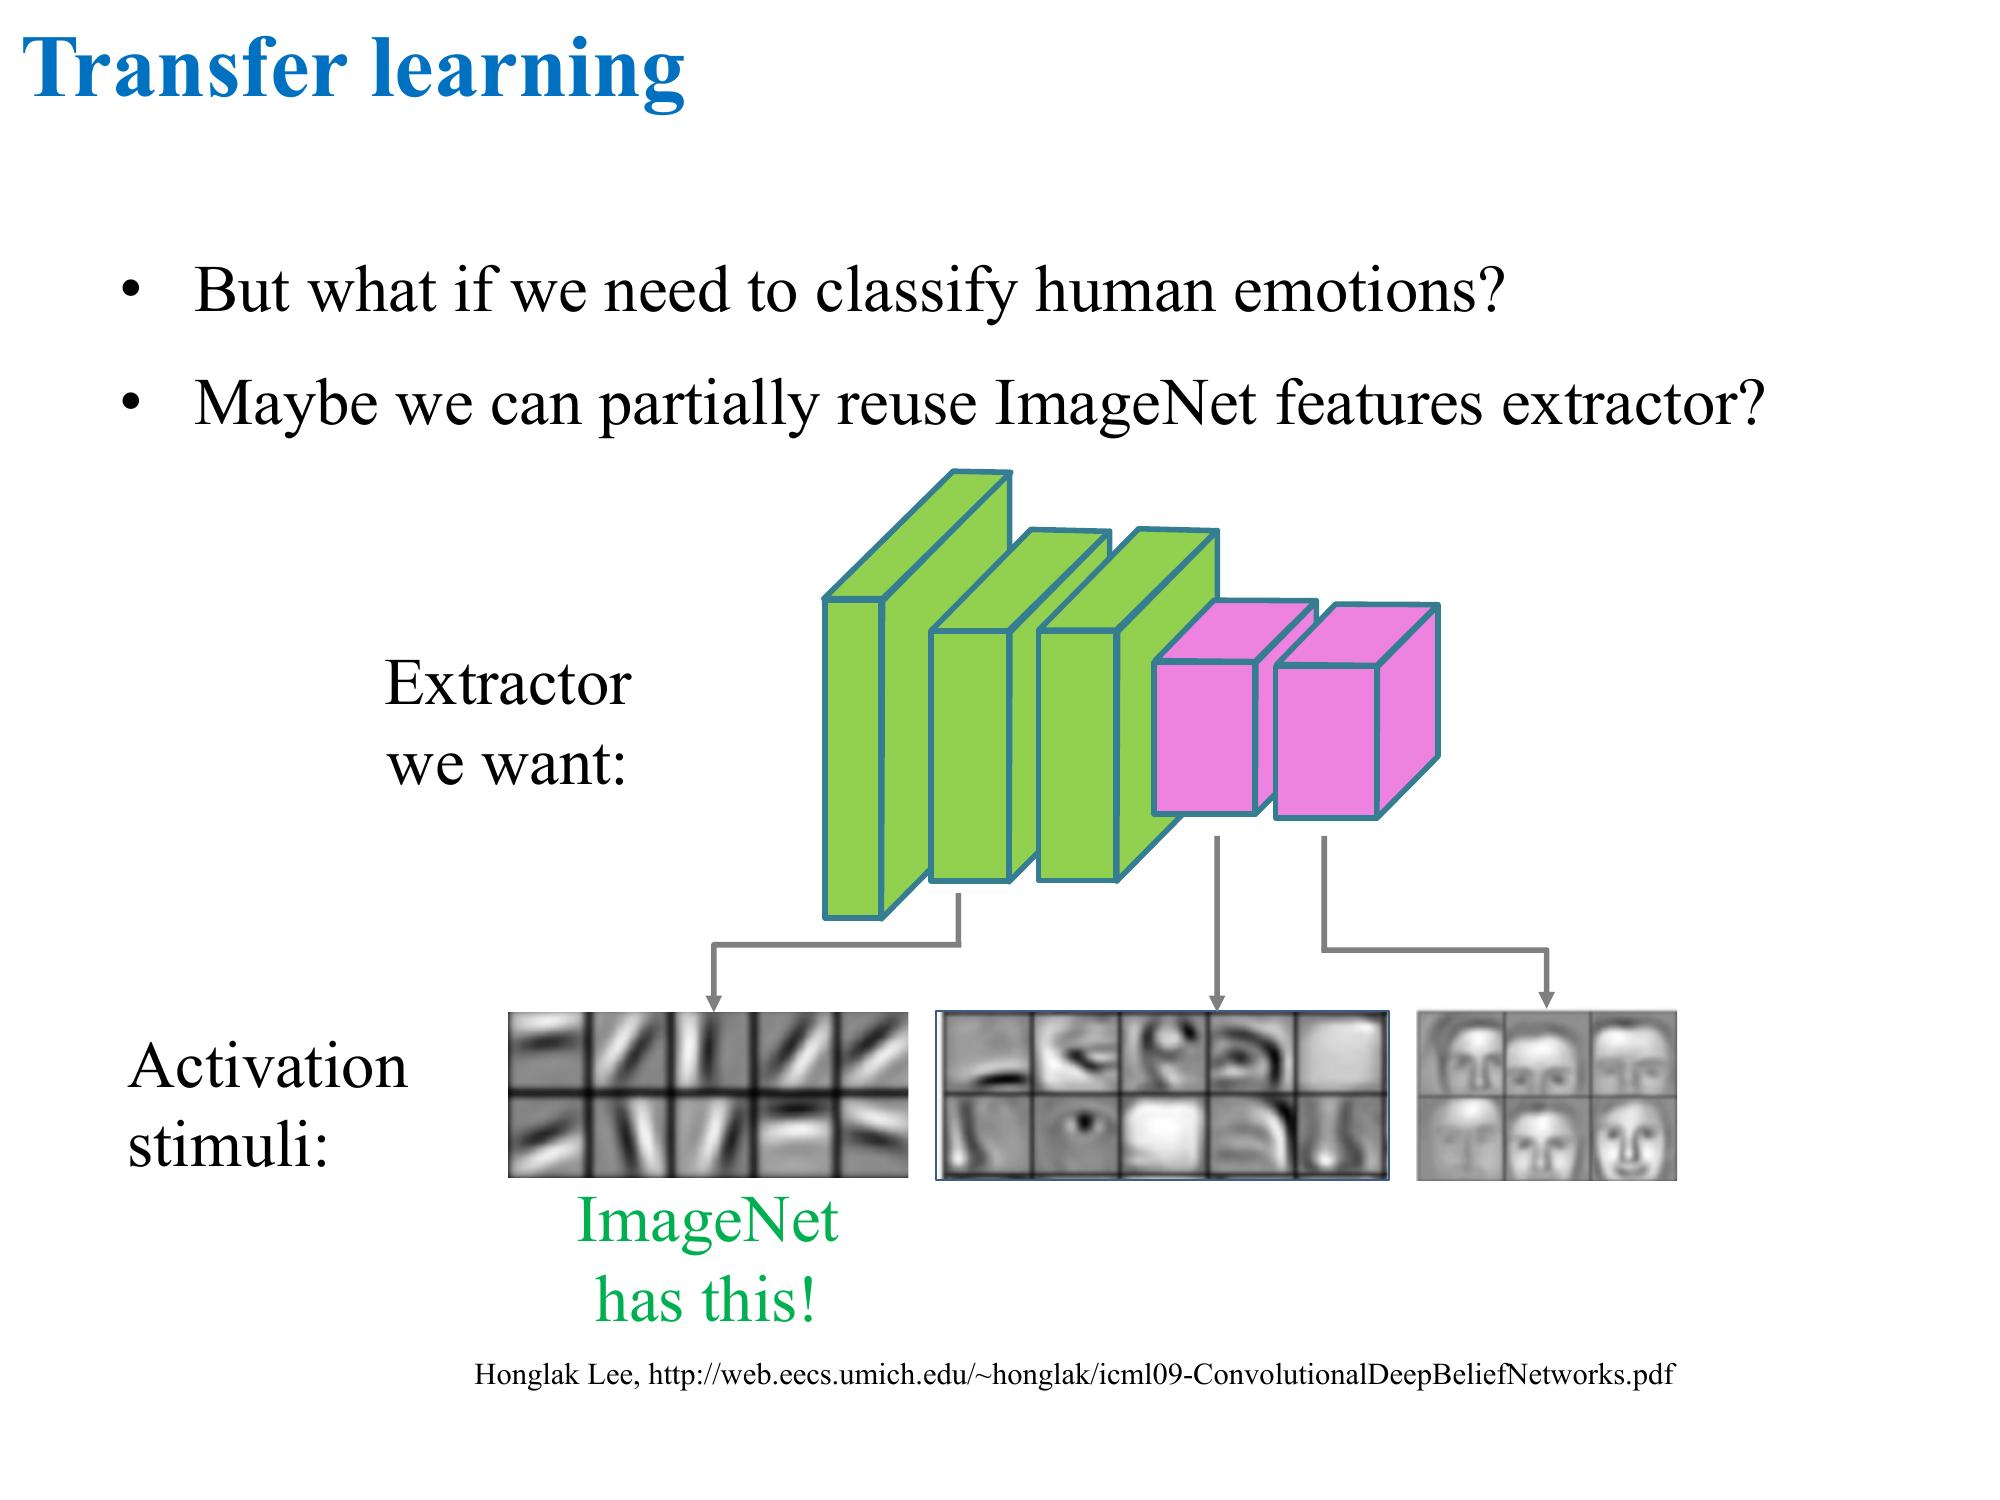 Transfer learning
• But what if we need to classify human emotions?
• Maybe we can partially reuse ImageNet features extractor?
Extractor
we want:
Activation
stimuli:
ImageNet
has this!
Honglak Lee, http://web.eecs.umich.edu/~honglak/icml09-ConvolutionalDeepBeliefNetworks.pdf